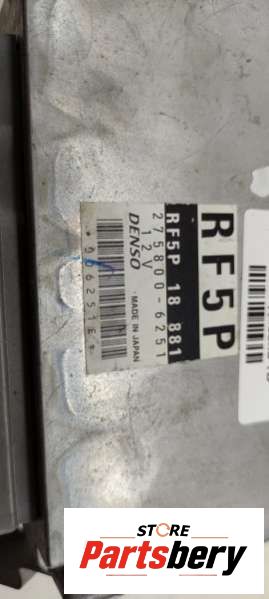 RF5P
RF5P 18 881
275800-6251
12V
DENSO
MADE IN JAPAN
STORE
Partsbery